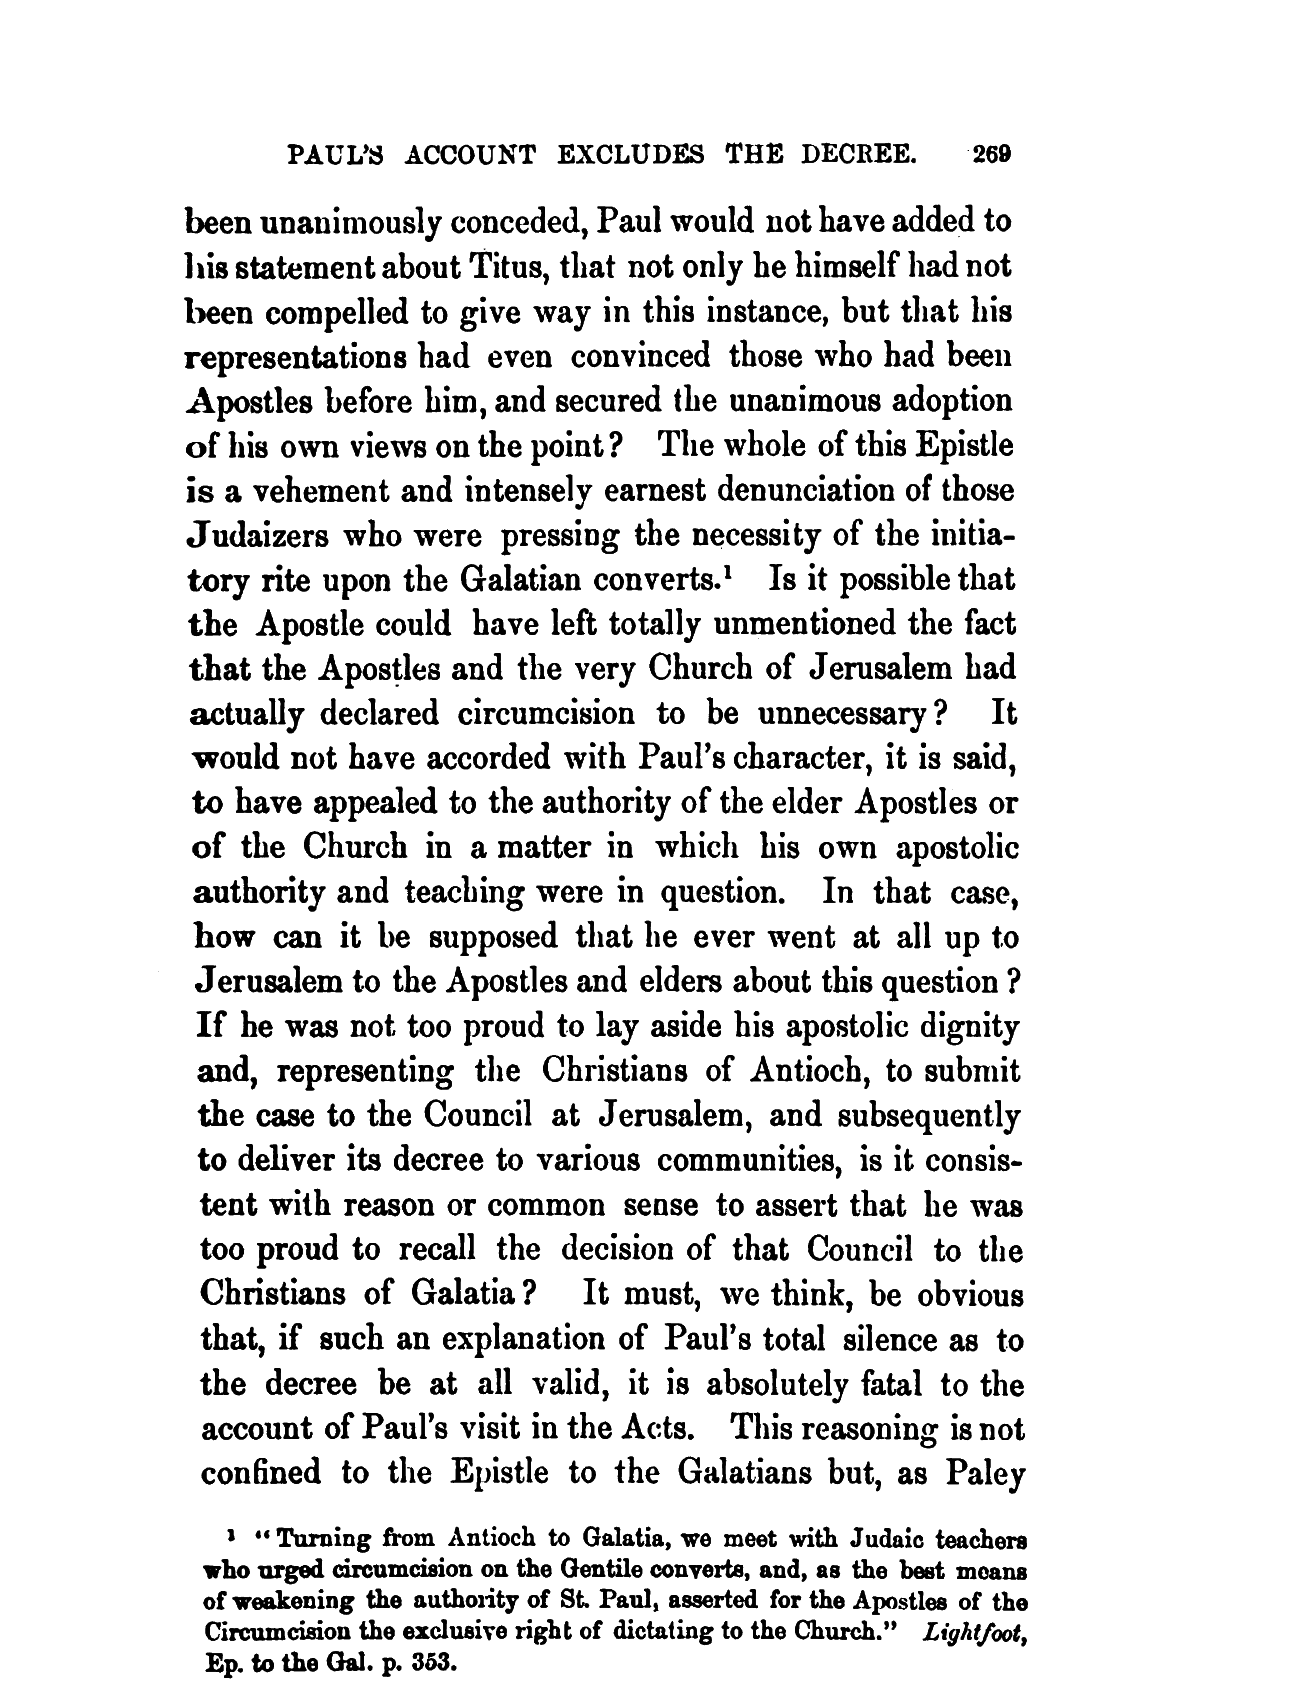 PAUL'S ACCOUNT EXCLUDES THE DECREE. 269
been unanimously conceded, Paul would not have added to
his statement about Titus, that not only he himself had not
been compelled to give way in this instance, but that his
representations had even convinced those who had been
Apostles before him, and secured the unanimous adoption
of his own views on the point? The whole of this Epistle
is a vehement and intensely earnest denunciation of those
Judaizers who were pressing the necessity of the initia-
tory rite upon the Galatian converts.¹ Is it possible that
the Apostle could have left totally unmentioned the fact
that the Apostles and the very Church of Jerusalem had
actually declared circumcision to be unnecessary? It
would not have accorded with Paul's character, it is said,
to have appealed to the authority of the elder Apostles or
of the Church in a matter in which his own apostolic
authority and teaching were in question. In that case,
how can it be supposed that he ever went at all up to
Jerusalem to the Apostles and elders about this question?
If he was not too proud to lay aside his apostolic dignity
and, representing the Christians of Antioch, to submit
the case to the Council at Jerusalem, and subsequently
to deliver its decree to various communities, is it consis-
tent with reason or common sense to assert that he was
too proud to recall the decision of that Council to the
Christians of Galatia? It must, we think, be obvious
that, if such an explanation of Paul's total silence as to
the decree be at all valid, it is absolutely fatal to the
account of Paul's visit in the Acts. This reasoning is not
confined to the Epistle to the Galatians but, as Paley
¹ "Turning from Antioch to Galatia, we meet with Judaic teachers
who urged circumcision on the Gentile converts, and, as the best means
of weakening the authority of St. Paul, asserted for the Apostles of the
Circumcision the exclusive right of dictating to the Church." Lightfoot,
Ep. to the Gal. p. 353.